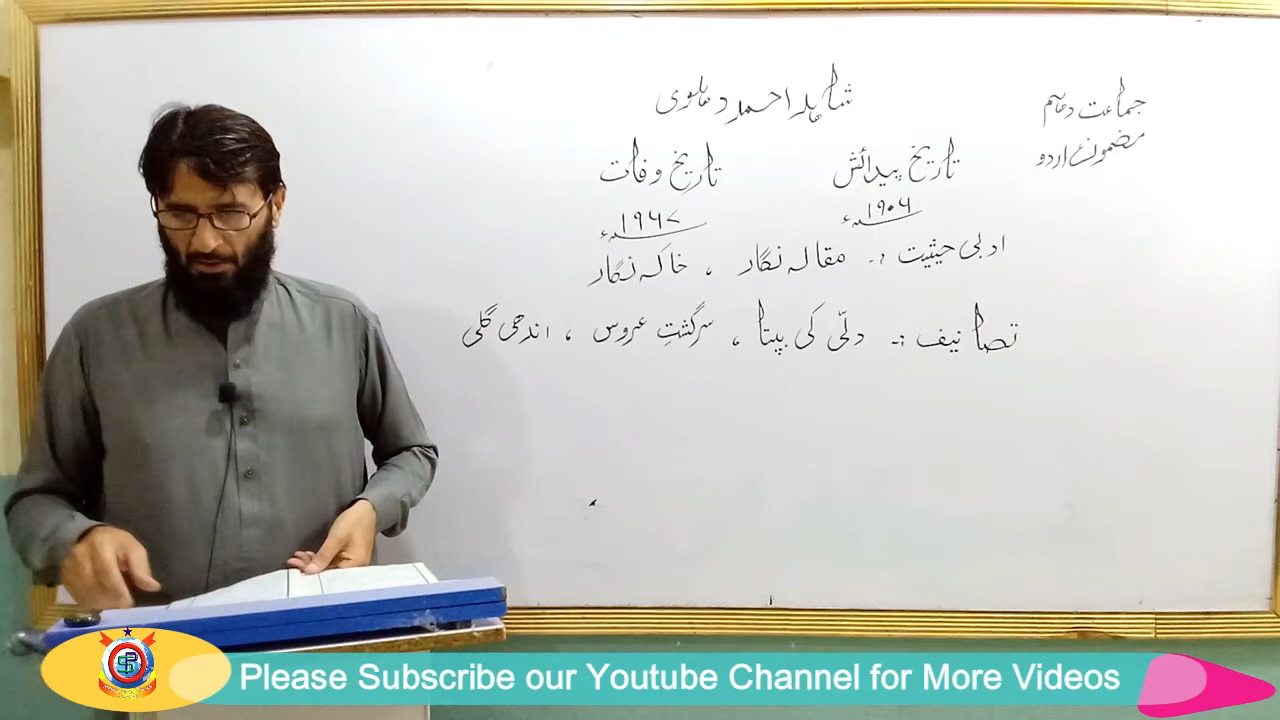 شاہد احمد دہلوی
جماعت دہم
مضمون اردو
تاریخ پیدائش
تاریخ وفات
۱۹۰۶ء
۱۹۶۷ء
ادبی حیثیت :۔ مقالہ نگار ، خاکہ نگار
تصانیف :۔ دلّی کی بپتا ، سرگشتِ عروس ، اندھی گلی
Please Subscribe our Youtube Channel for More Videos